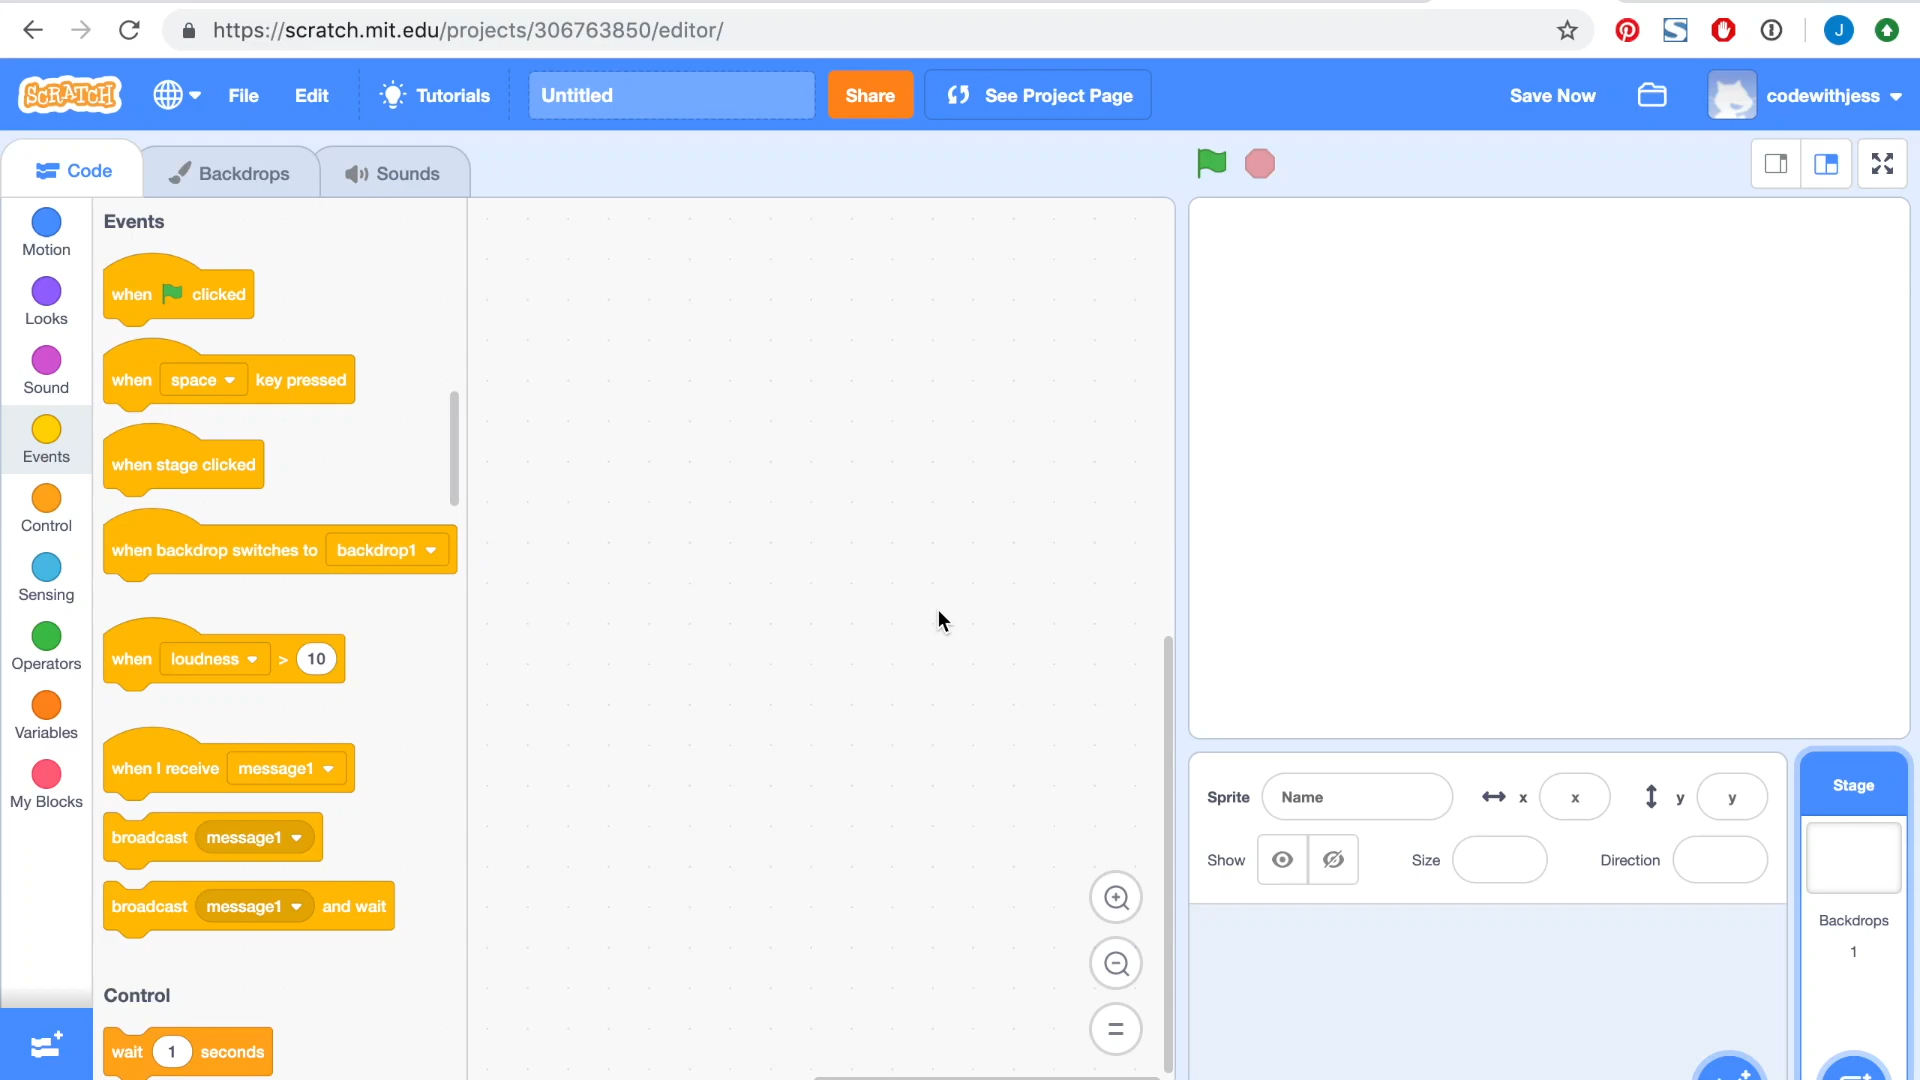 https://scratch.mit.edu/projects/306763850/editor/
J
SCRATCH
File
Edit
Tutorials
Untitled
Share
See Project Page
Save Now
codewithjess
Code
Backdrops
Sounds
Motion
Looks
Sound
Events
Control
Sensing
Operators
Variables
My Blocks
Events
when clicked
when space key pressed
when stage clicked
when backdrop switches to backdrop1
when loudness > 10
when I receive message1
broadcast message1
broadcast message1 and wait
Control
wait 1 seconds
Sprite Name x x y y
Show Size Direction
Stage
Backdrops
1